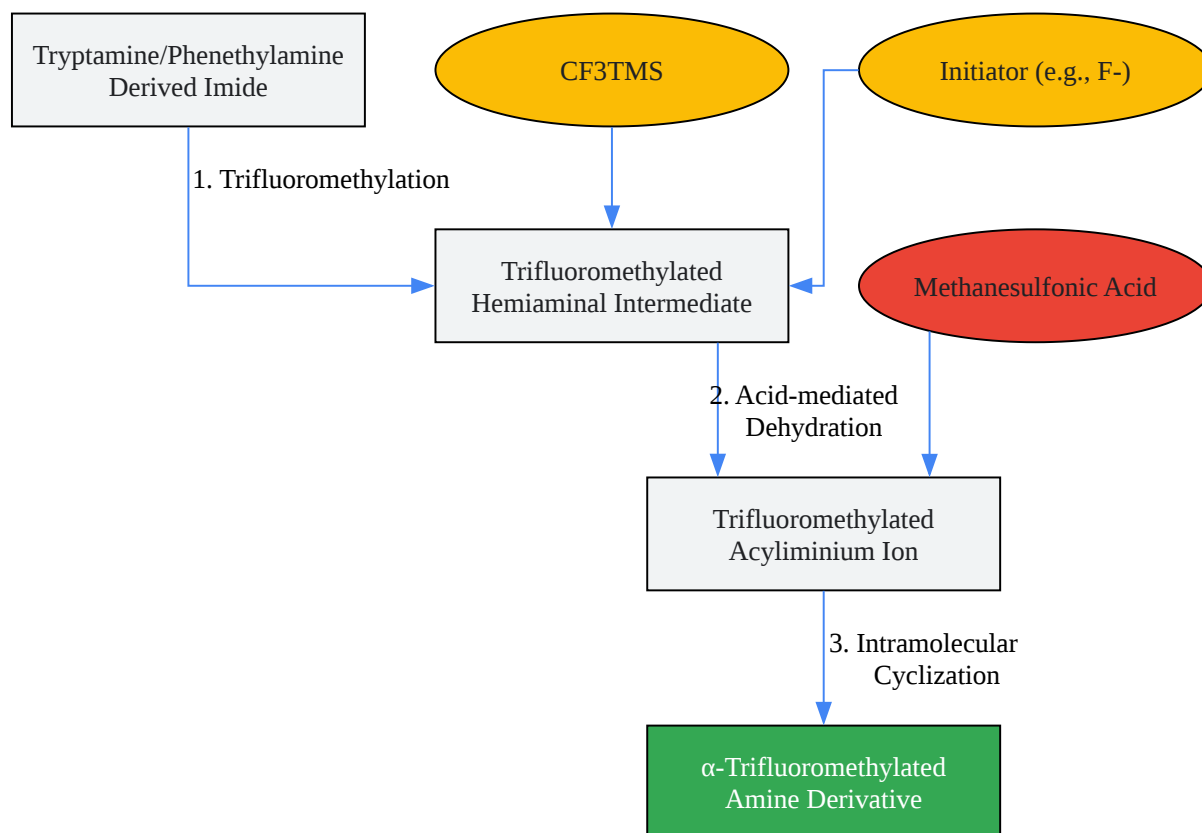 Tryptamine/Phenethylamine
Derived Imide
CF3TMS
Initiator (e.g., F-)
1. Trifluoromethylation
Trifluoromethylated
Hemiaminal Intermediate
Methanesulfonic Acid
2. Acid-mediated
Dehydration
Trifluoromethylated
Acyliminium Ion
3. Intramolecular
Cyclization
α-Trifluoromethylated
Amine Derivative